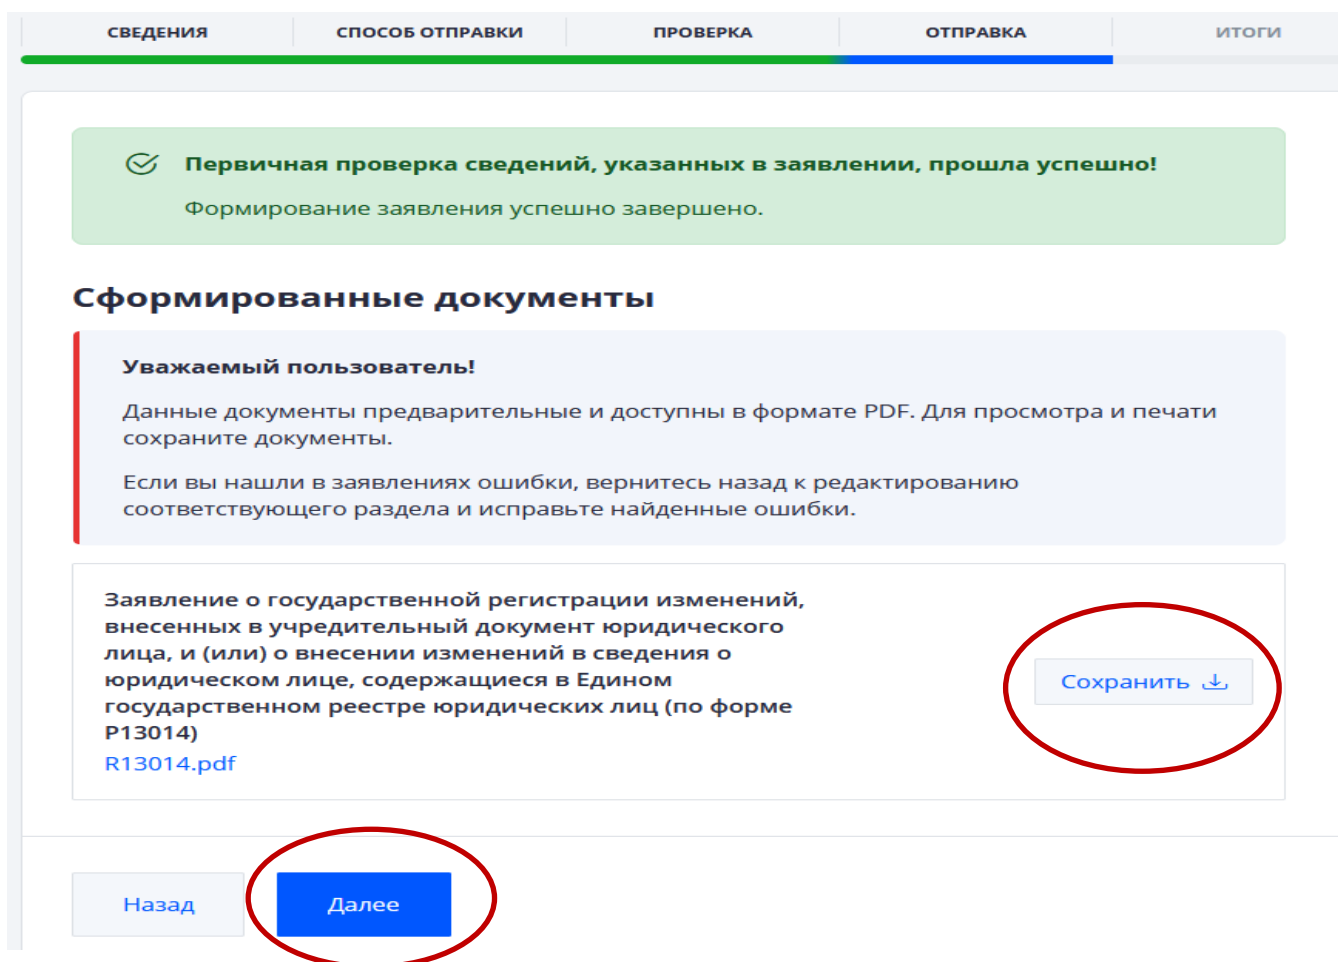 СВЕДЕНИЯ СПОСОБ ОТПРАВКИ ПРОВЕРКА ОТПРАВКА ИТОГИ
Первичная проверка сведений, указанных в заявлении, прошла успешно!
Формирование заявления успешно завершено.
Сформированные документы
Уважаемый пользователь!
Данные документы предварительные и доступны в формате PDF. Для просмотра и печати
сохраните документы.
Если вы нашли в заявлениях ошибки, вернитесь назад к редактированию
соответствующего раздела и исправьте найденные ошибки.
Заявление о государственной регистрации изменений,
внесенных в учредительный документ юридического
лица, и (или) о внесении изменений в сведения о
юридическом лице, содержащиеся в Едином
государственном реестре юридических лиц (по форме
Р13014)
R13014.pdf
Сохранить
Назад Далее